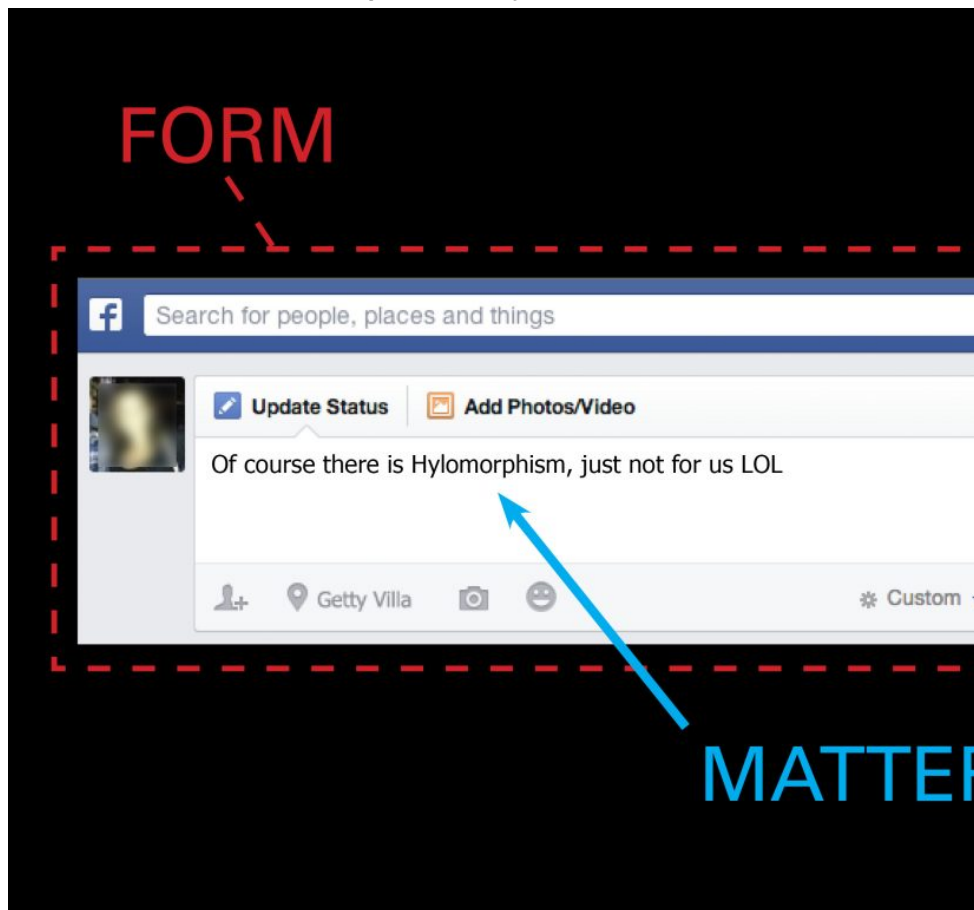 FORM
f
Search for people, places and things
Update Status
Add Photos/Video
Of course there is Hylomorphism, just not for us LOL
Getty Villa
Custom
MATTER